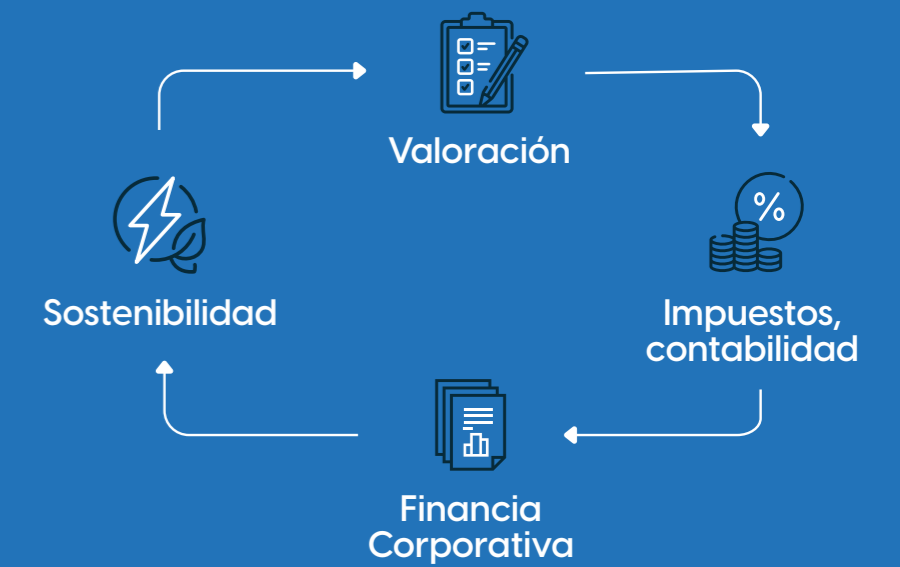 Valoración
%
Sostenibilidad
Impuestos,
contabilidad
Financia
Corporativa